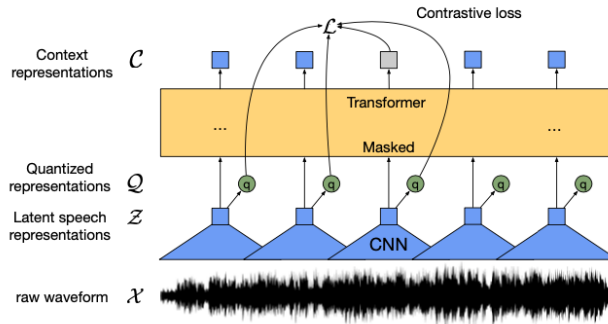 Contrastive loss
ℒ
Context
representations
𝒞
Transformer
...
...
Masked
Quantized
representations
𝒬
q
q
q
q
q
Latent speech
representations
𝒵
CNN
raw waveform
𝒳